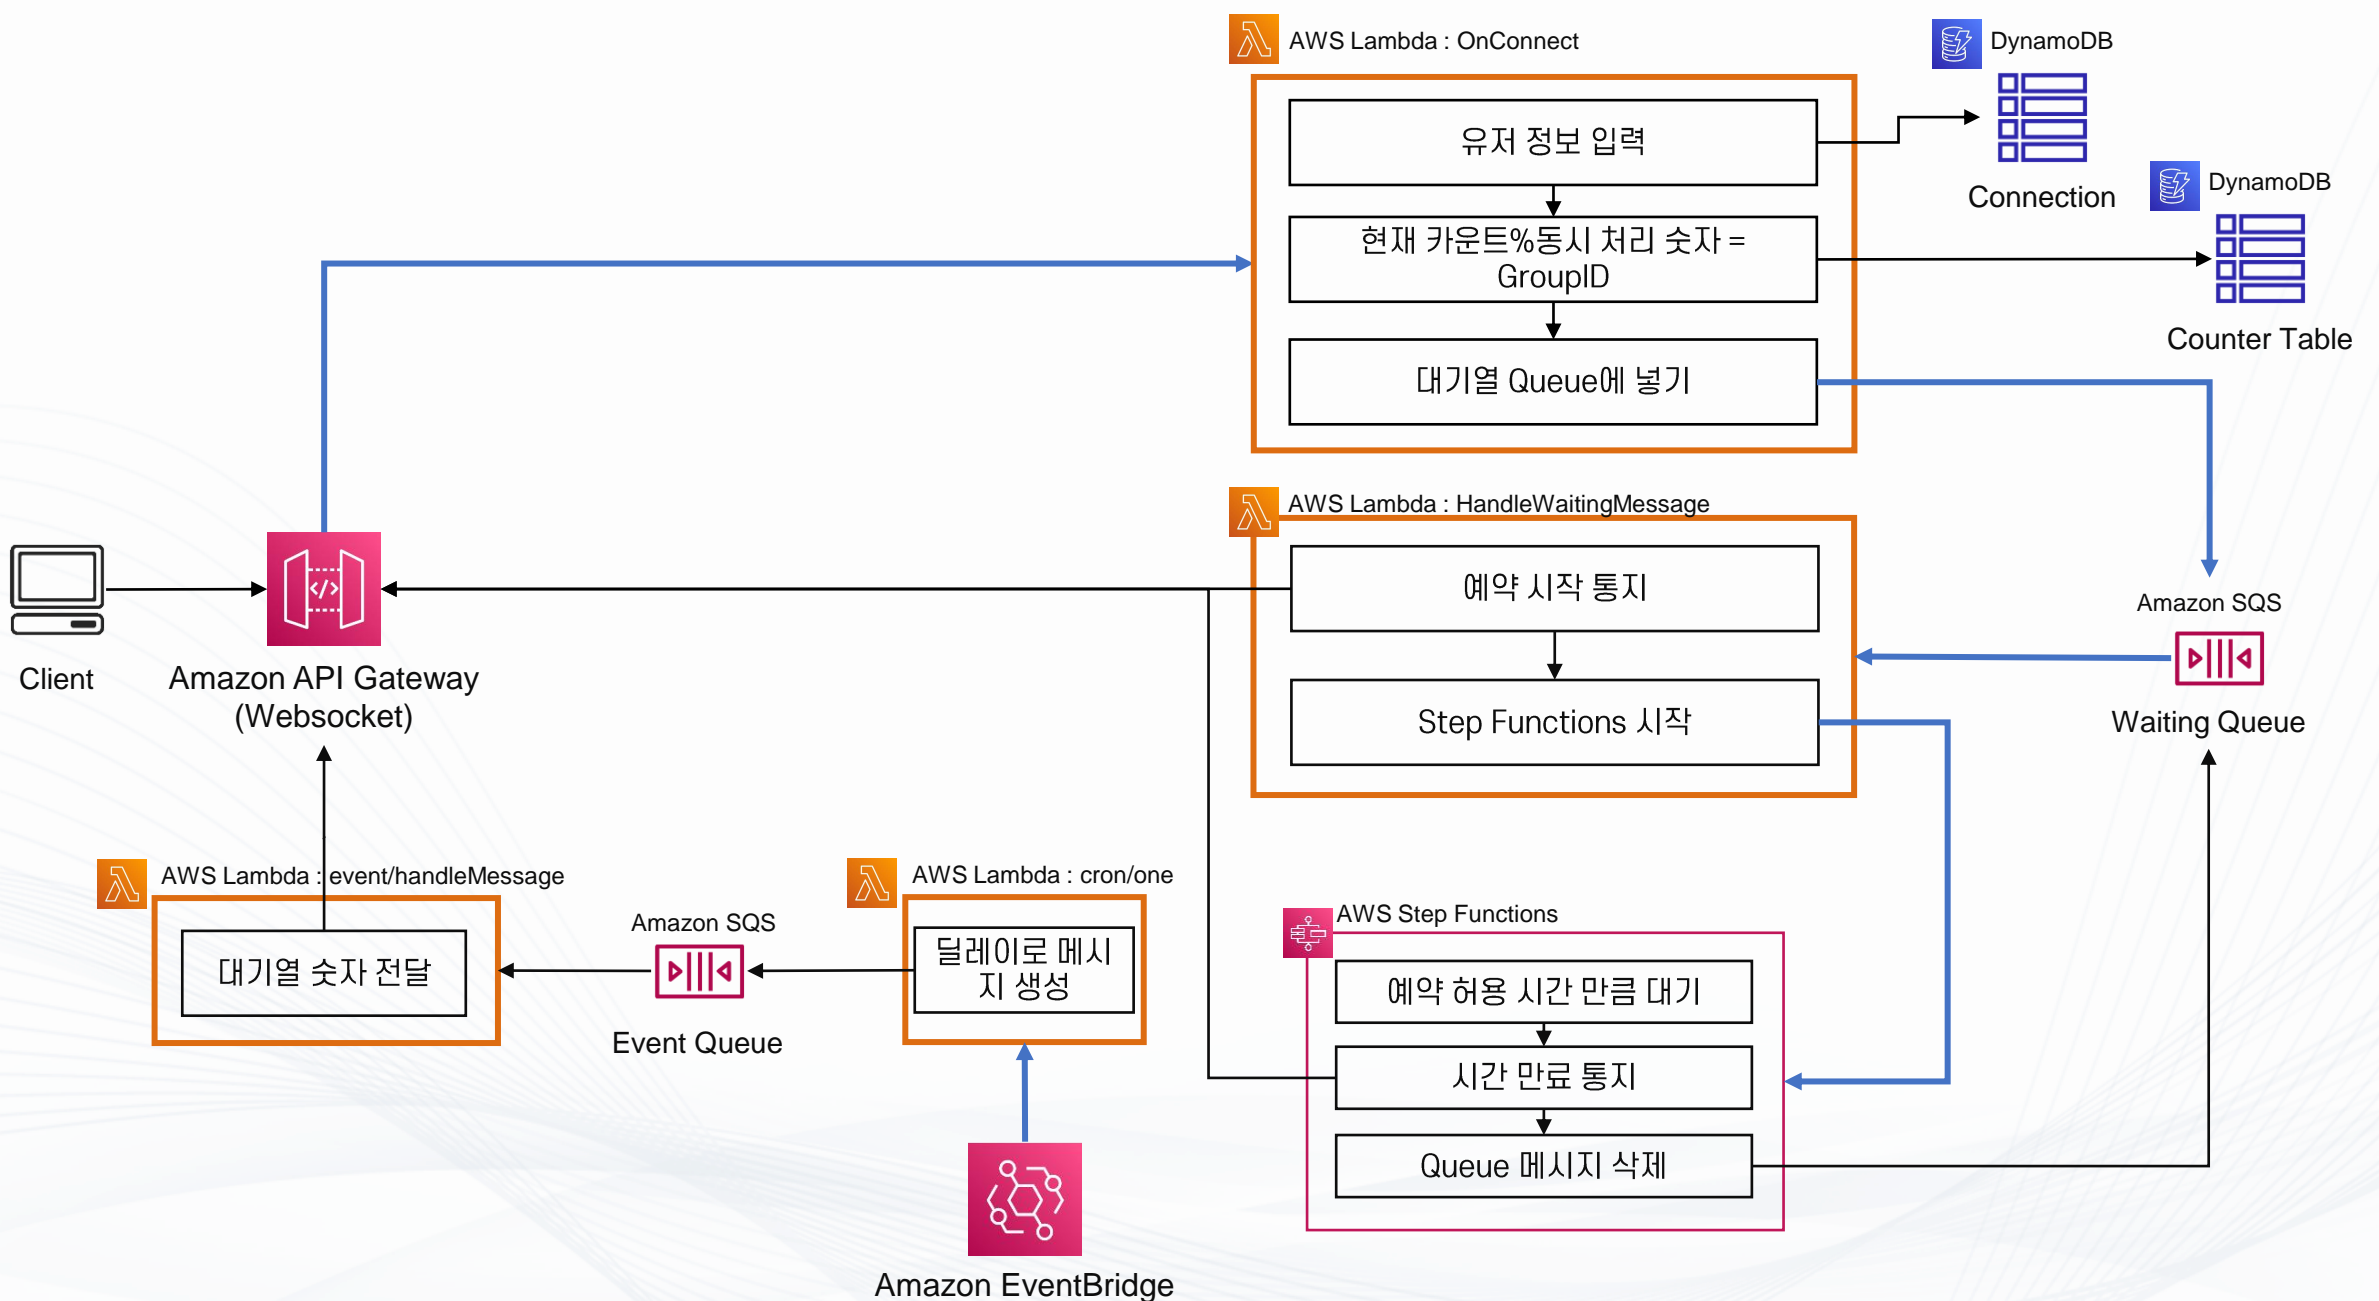 AWS Lambda : OnConnect
DynamoDB
유저 정보 입력
Connection
DynamoDB
현재 카운트%동시 처리 숫자 =
GroupID
Counter Table
대기열 Queue에 넣기
AWS Lambda : HandleWaitingMessage
예약 시작 통지
Step Functions 시작
Amazon SQS
Waiting Queue
Client
Amazon API Gateway
(Websocket)
AWS Lambda : event/handleMessage
대기열 숫자 전달
Amazon SQS
Event Queue
AWS Lambda : cron/one
딜레이로 메시
지 생성
Amazon EventBridge
AWS Step Functions
예약 허용 시간 만큼 대기
시간 만료 통지
Queue 메시지 삭제